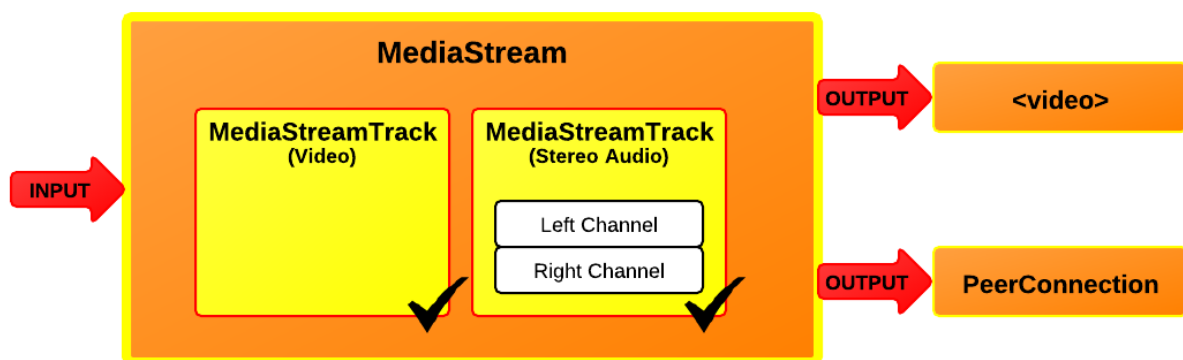 MediaStream
INPUT
MediaStreamTrack
(Video)
MediaStreamTrack
(Stereo Audio)
Left Channel
Right Channel
OUTPUT
<video>
OUTPUT
PeerConnection